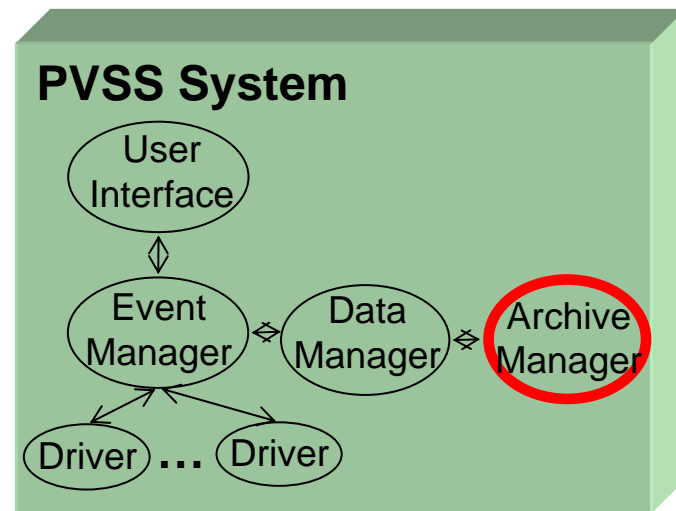 PVSS System
User
Interface
Event
Manager
Data
Manager
Archive
Manager
Driver ... Driver